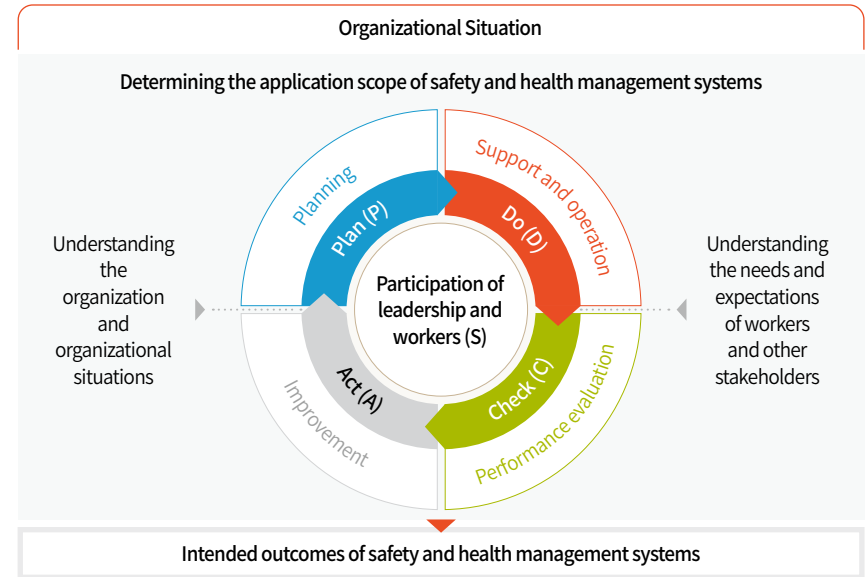 Organizational Situation
Determining the application scope of safety and health management systems
Planning
Support and operation
Plan (P)
Do (D)
Understanding
the
organization
and
organizational
situations
Participation of
leadership and
workers (S)
Understanding
the needs and
expectations
of workers
and other
stakeholders
Act (A)
Check (C)
Improvement
Performance evaluation
Intended outcomes of safety and health management systems